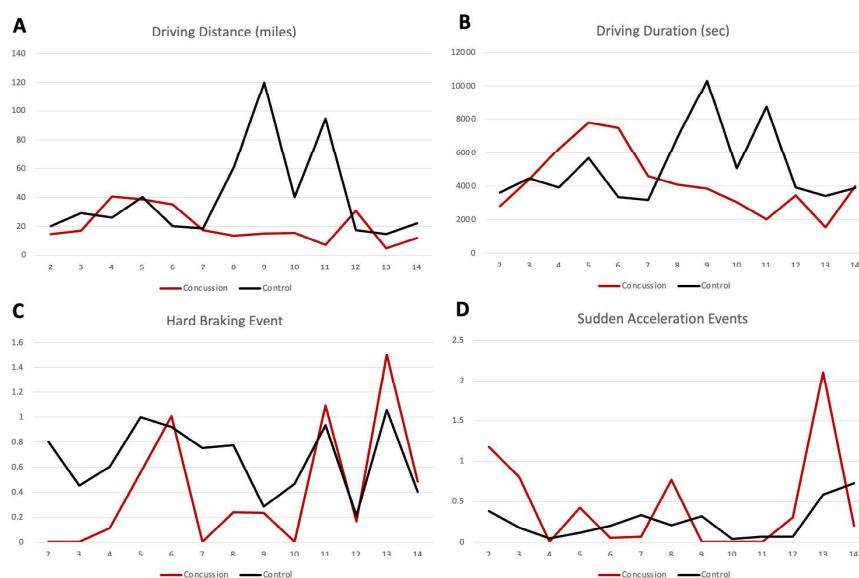 A
Driving Distance (miles)
140
120
100
80
60
40
20
0
2 3 4 5 6 7 8 9 10 11 12 13 14
Concussion Control
B
Driving Duration (sec)
12000
10000
8000
6000
4000
2000
0
2 3 4 5 6 7 8 9 10 11 12 13 14
Concussion Control
C
Hard Braking Event
1.6
1.4
1.2
1
0.8
0.6
0.4
0.2
0
2 3 4 5 6 7 8 9 10 11 12 13 14
Concussion Control
D
Sudden Acceleration Events
2.5
2
1.5
1
0.5
0
2 3 4 5 6 7 8 9 10 11 12 13 14
Concussion Control